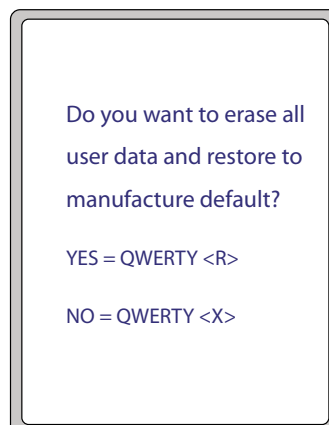 Do you want to erase all
user data and restore to
manufacture default?
YES = QWERTY <R>
NO = QWERTY <X>